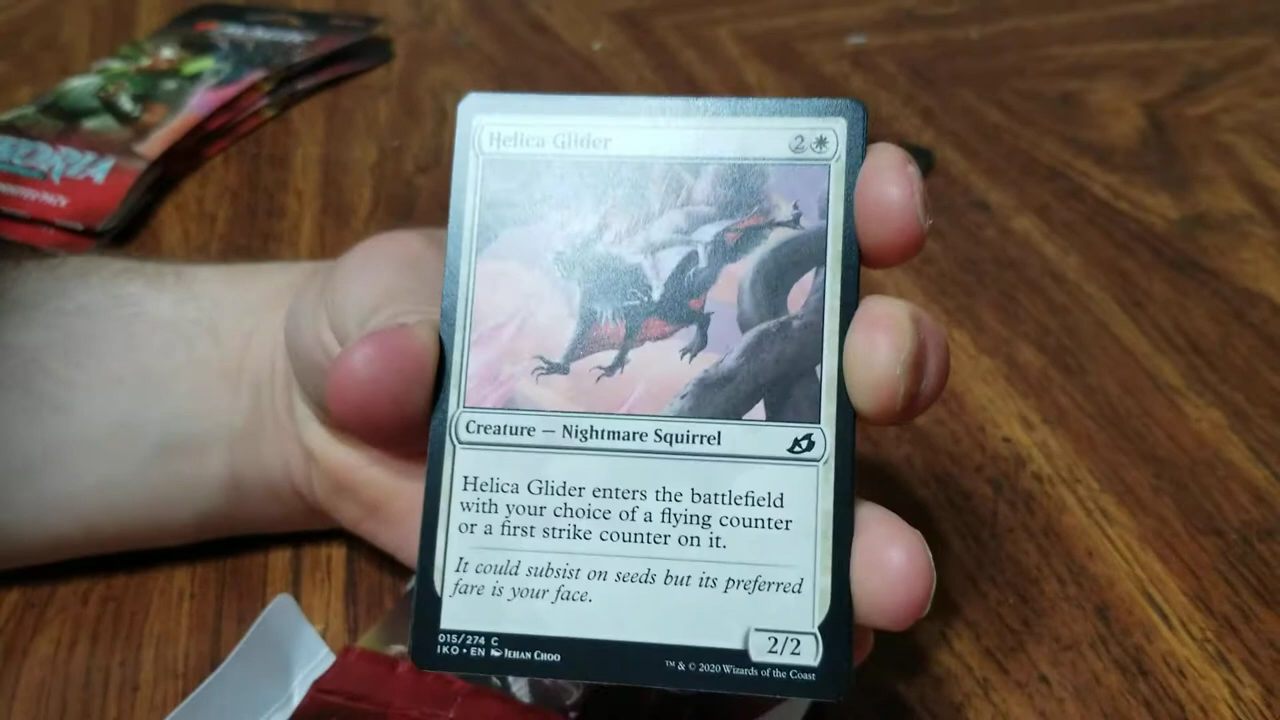 Helica Glider
2
Creature — Nightmare Squirrel
Helica Glider enters the battlefield
with your choice of a flying counter
or a first strike counter on it.
It could subsist on seeds but its preferred
fare is your face.
2/2
015/274 C
IKO • EN Jehan Choo
™ & © 2020 Wizards of the Coast